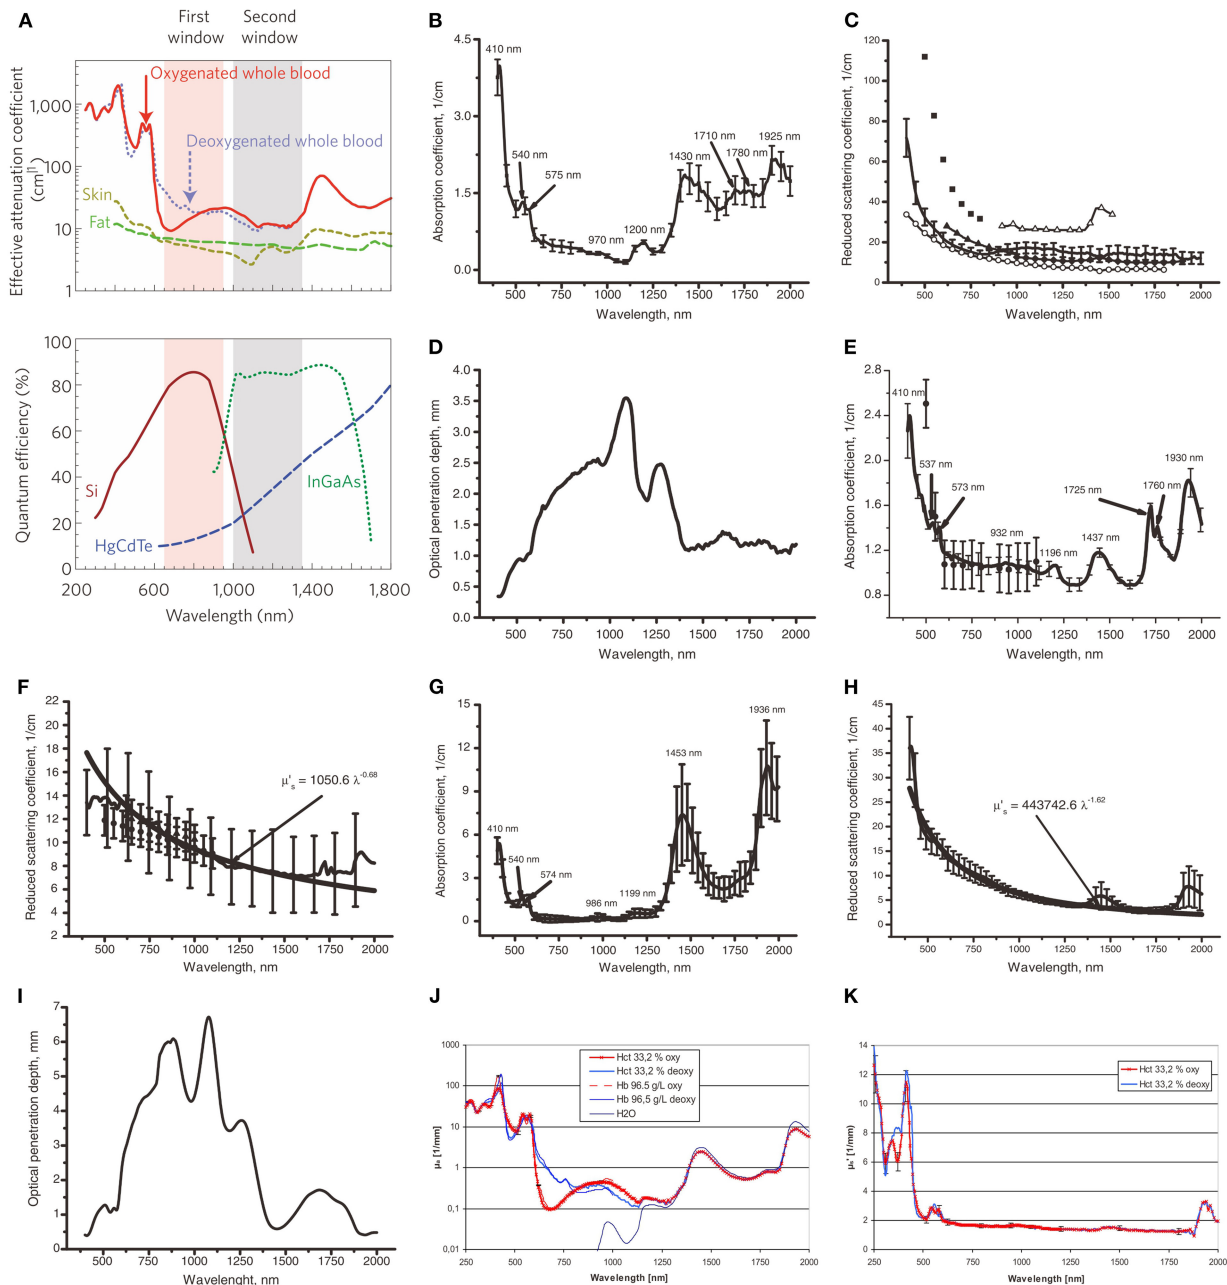 A
First
window
Second
window
Effective attenuation coefficient
(cm|1)
1,000
100
10
1
Oxygenated whole blood
Deoxygenated whole blood
Skin
Fat
Quantum efficiency (%)
100
80
60
40
20
0
Si
HgCdTe
InGaAs
200
600
1,000
1,400
1,800
Wavelength (nm)
B
Absorption coefficient, 1/cm
4.5
3.0
1.5
0.0
410 nm
540 nm
575 nm
970 nm
1200 nm
1430 nm
1710 nm
1780 nm
1925 nm
500 750 1000 1250 1500 1750 2000
Wavelength, nm
C
Reduced scattering coefficient, 1/cm
120
100
80
60
40
20
0
500 750 1000 1250 1500 1750 2000
Wavelength, nm
D
Optical penetration depth, mm
4.0
3.5
3.0
2.5
2.0
1.5
1.0
0.5
0.0
500 750 1000 1250 1500 1750 2000
Wavelength, nm
E
Absorption coefficient, 1/cm
2.8
2.4
2.0
1.6
1.2
0.8
410 nm
537 nm
573 nm
932 nm
1196 nm
1437 nm
1725 nm
1760 nm
1930 nm
500 750 1000 1250 1500 1750 2000
Wavelength, nm
F
Reduced scattering coefficient, 1/cm
22
20
18
16
14
12
10
8
6
4
2
μ's = 1050.6 λ-0.68
500 750 1000 1250 1500 1750 2000
Wavelength, nm
G
Absorption coefficient, 1/cm
15
12
9
6
3
0
410 nm
540 nm
574 nm
986 nm
1199 nm
1453 nm
1936 nm
500 750 1000 1250 1500 1750 2000
Wavelength, nm
H
Reduced scattering coefficient, 1/cm
45
40
35
30
25
20
15
10
5
0
μ's = 443742.6 λ-1.62
500 750 1000 1250 1500 1750 2000
Wavelength, nm
I
Optical penetration depth, mm
7
6
5
4
3
2
1
0
500 750 1000 1250 1500 1750 2000
Wavelenght, nm
J
μa [1/mm]
1000
100
10
1
0,1
0,01
Hct 33,2 % oxy
Hct 33,2 % deoxy
Hb 96.5 g/L oxy
Hb 96,5 g/L deoxy
H2O
250 500 750 1000 1250 1500 1750 2000
Wavelength [nm]
K
μs' [1/mm]
14
12
10
8
6
4
2
0
Hct 33,2 % oxy
Hct 33,2 % deoxy
250 500 750 1000 1250 1500 1750 2000
Wavelength [nm]